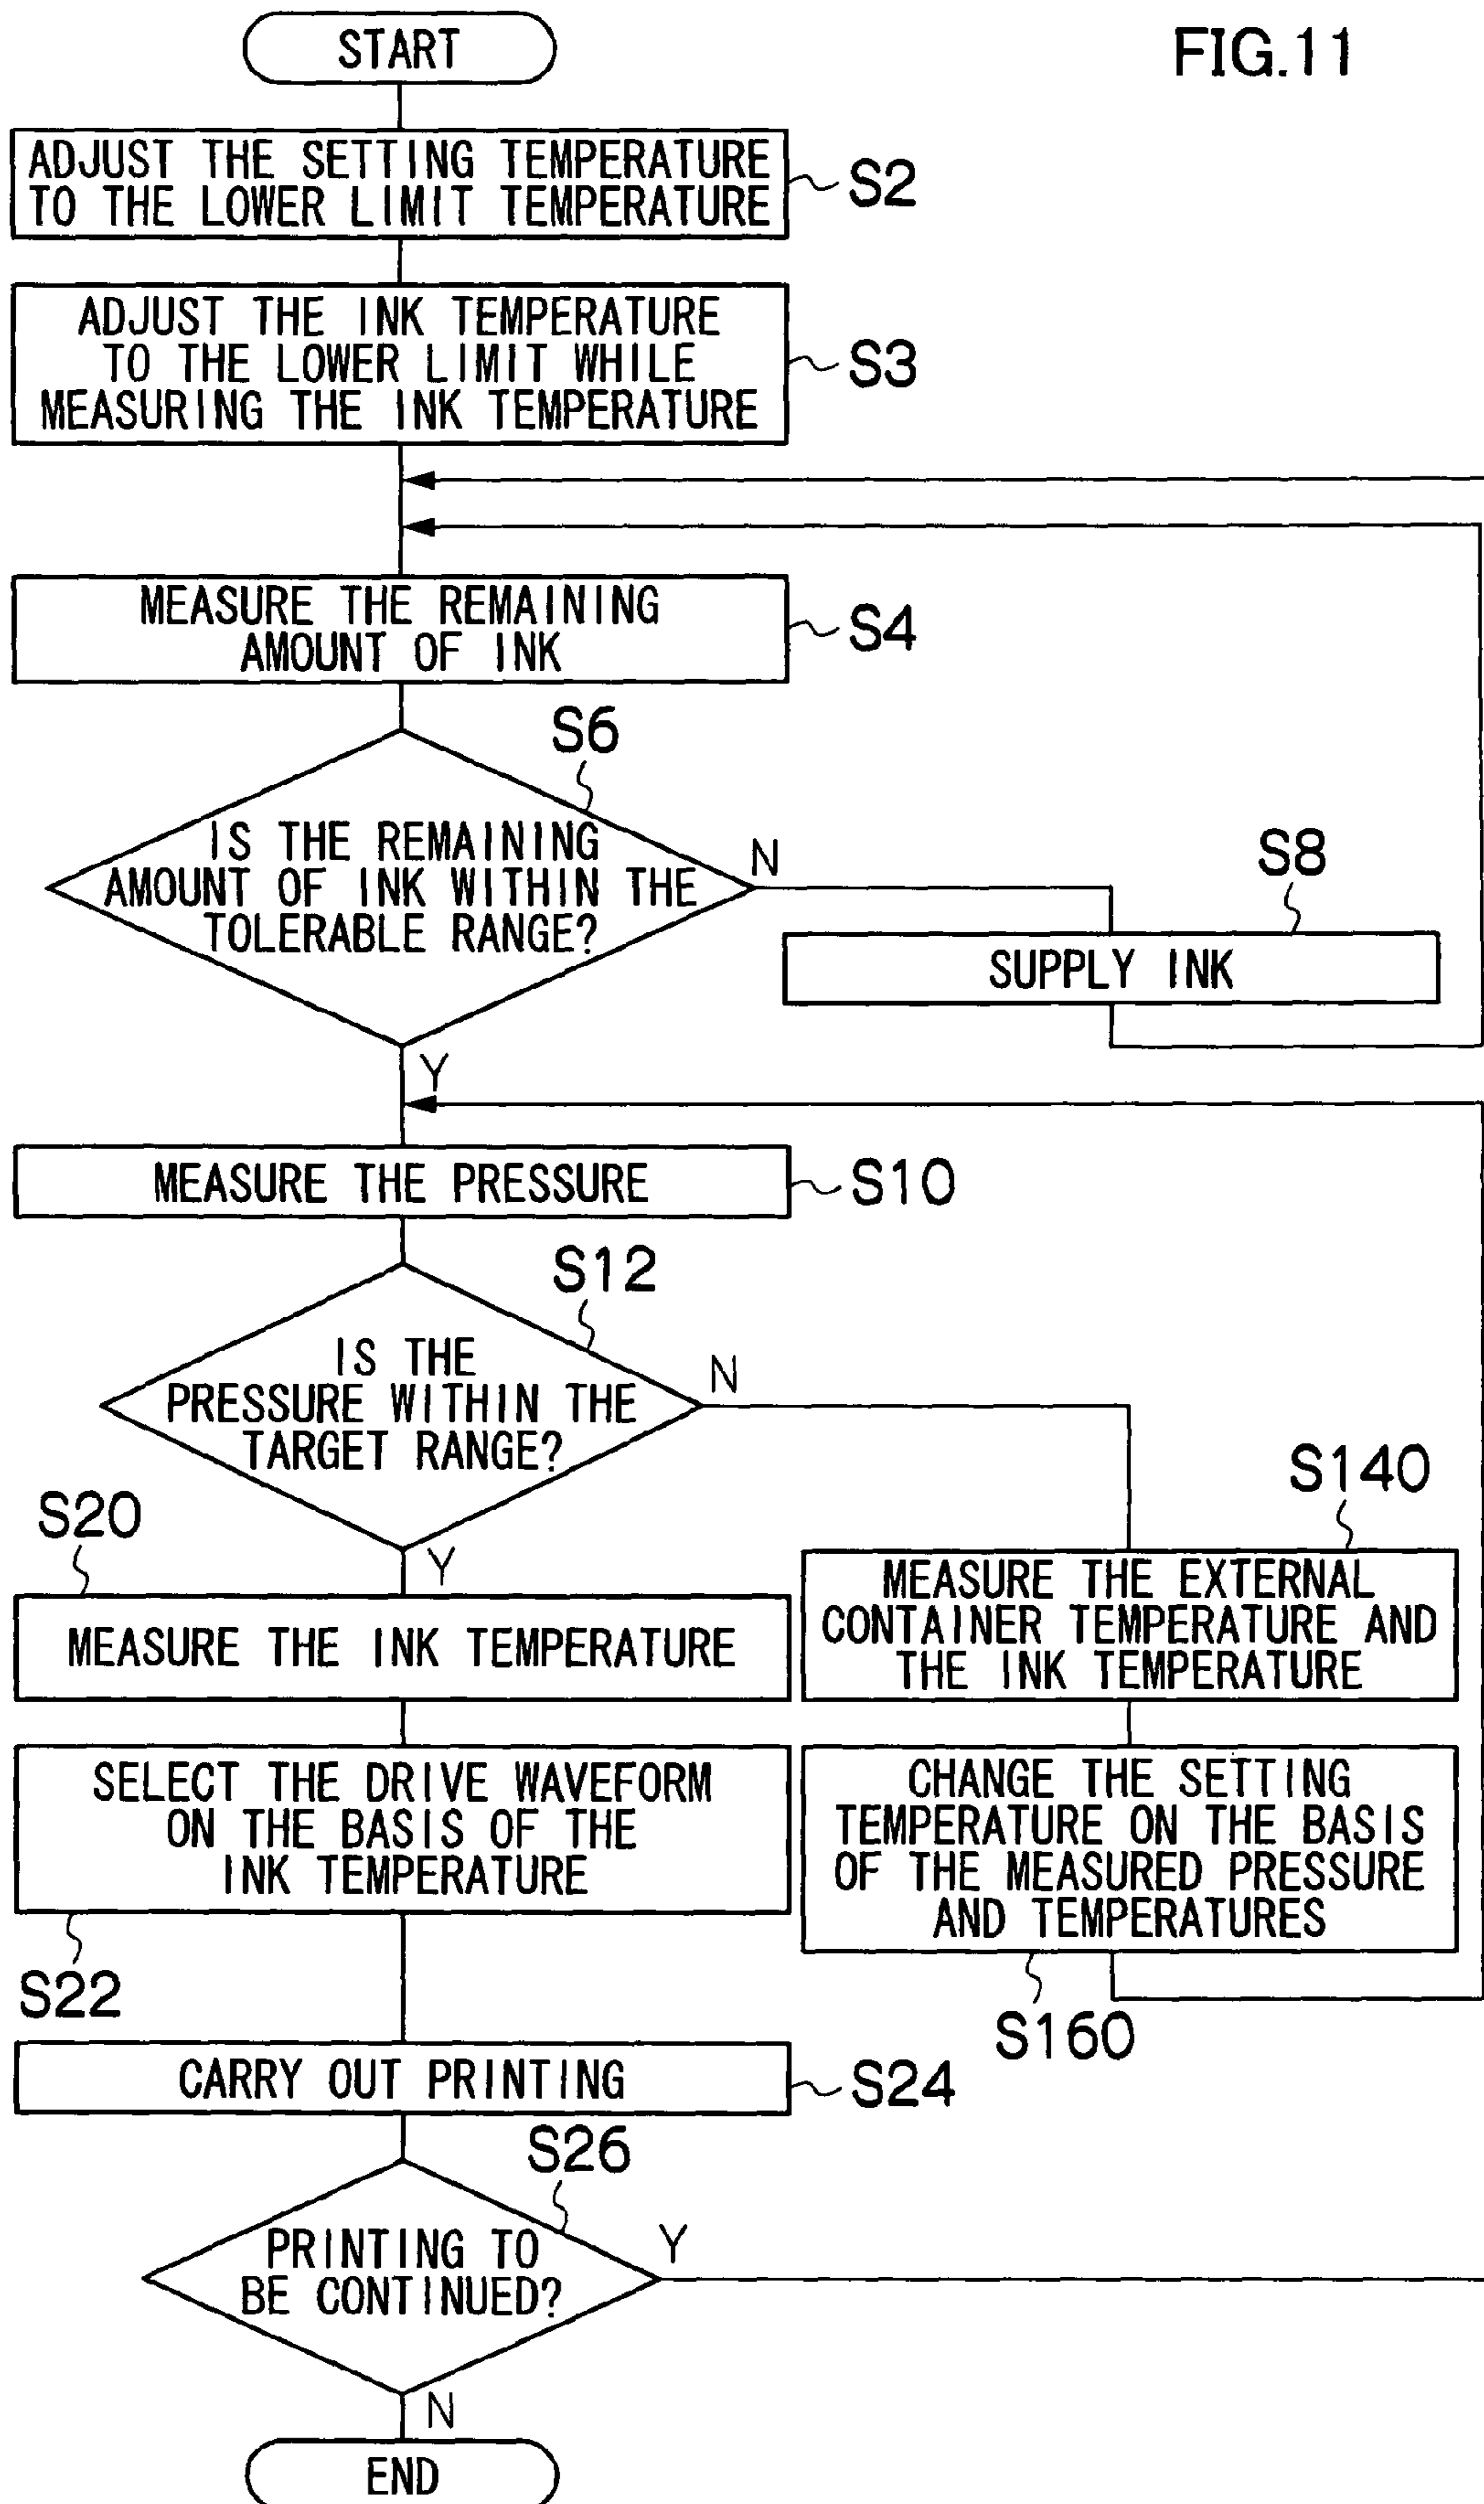 START
FIG.11
ADJUST THE SETTING TEMPERATURE
TO THE LOWER LIMIT TEMPERATURE
S2
ADJUST THE INK TEMPERATURE
TO THE LOWER LIMIT WHILE
MEASURING THE INK TEMPERATURE
S3
MEASURE THE REMAINING
AMOUNT OF INK
S4
S6
IS THE REMAINING
AMOUNT OF INK WITHIN THE
TOLERABLE RANGE?
N
S8
SUPPLY INK
Y
MEASURE THE PRESSURE
S10
S12
IS THE
PRESSURE WITHIN THE
TARGET RANGE?
N
S140
MEASURE THE EXTERNAL
CONTAINER TEMPERATURE AND
THE INK TEMPERATURE
CHANGE THE SETTING
TEMPERATURE ON THE BASIS
OF THE MEASURED PRESSURE
AND TEMPERATURES
S160
Y
S20
MEASURE THE INK TEMPERATURE
SELECT THE DRIVE WAVEFORM
ON THE BASIS OF THE
INK TEMPERATURE
S22
CARRY OUT PRINTING
S24
S26
PRINTING TO
BE CONTINUED?
Y
N
END